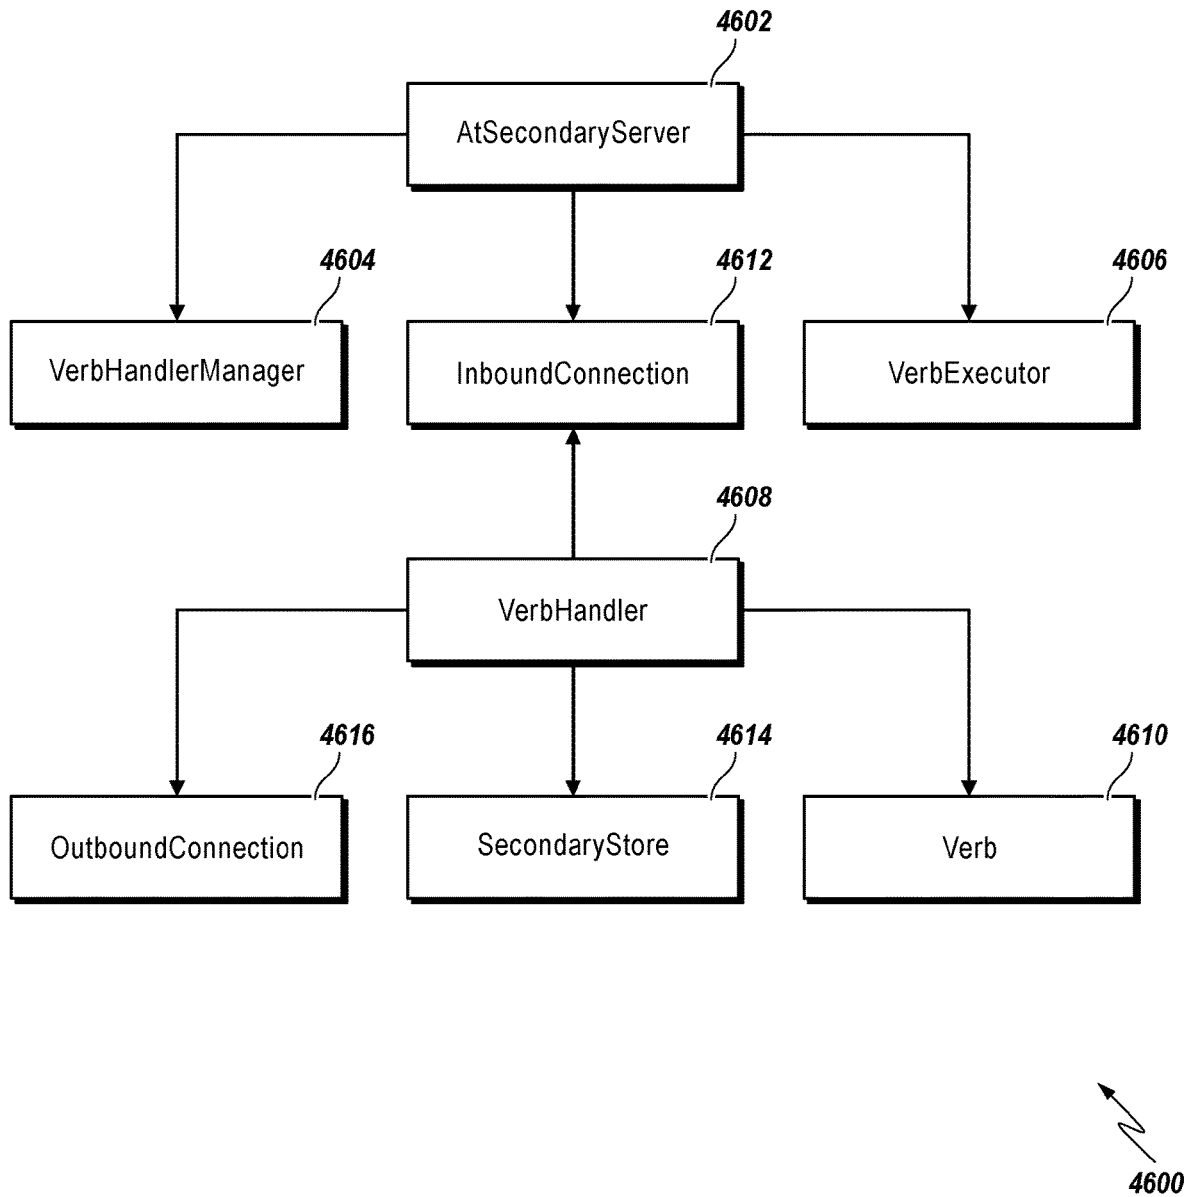 4602
AtSecondaryServer
4604
4612
4606
VerbHandlerManager
InboundConnection
VerbExecutor
4608
VerbHandler
4616
4614
4610
OutboundConnection
SecondaryStore
Verb
4600